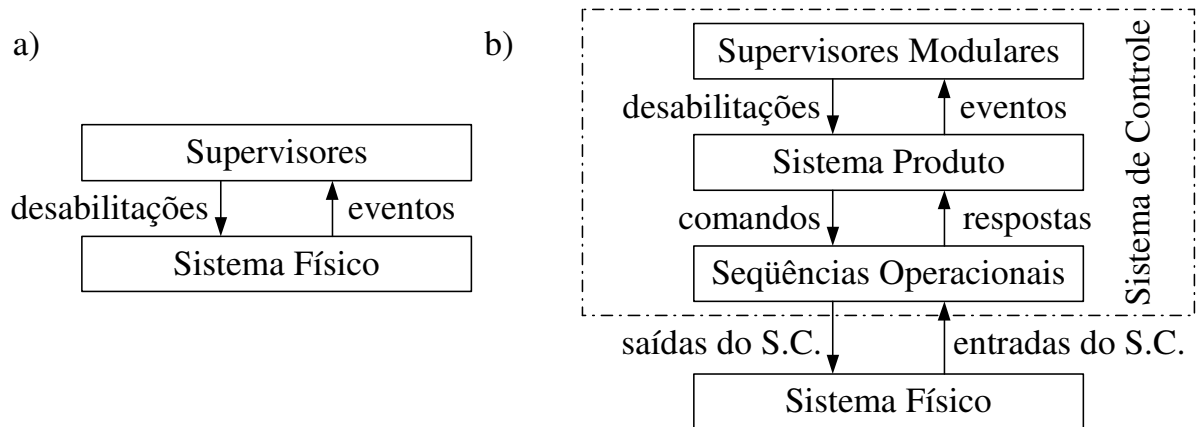 a)
Supervisores
desabilitações
eventos
Sistema Físico
b)
Supervisores Modulares
desabilitações
eventos
Sistema Produto
comandos
respostas
Seqüências Operacionais
Sistema de Controle
saídas do S.C.
entradas do S.C.
Sistema Físico